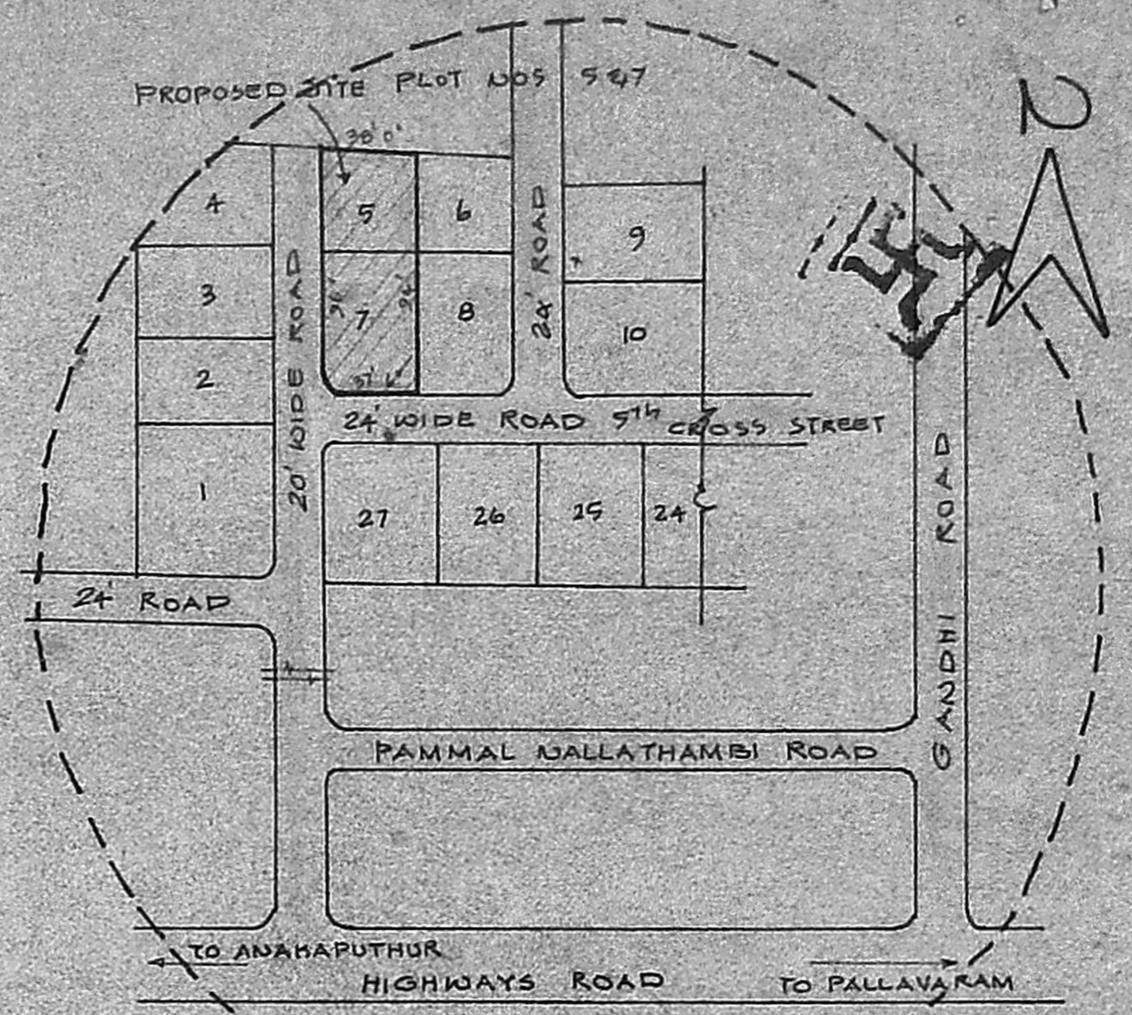 PROPOSED SITE PLOT NOS 5 & 7
N
38'0"
4
5
6
9
3
7
8
10
2
37' 6"
20' WIDE ROAD
24' ROAD
24' WIDE ROAD 5TH CROSS STREET
1
27
26
25
24
24' ROAD
GANDHI ROAD
PAMMAL NALLATHAMBI ROAD
TO ANAKAPUTHUR
HIGHWAYS ROAD
TO PALLAVARAM